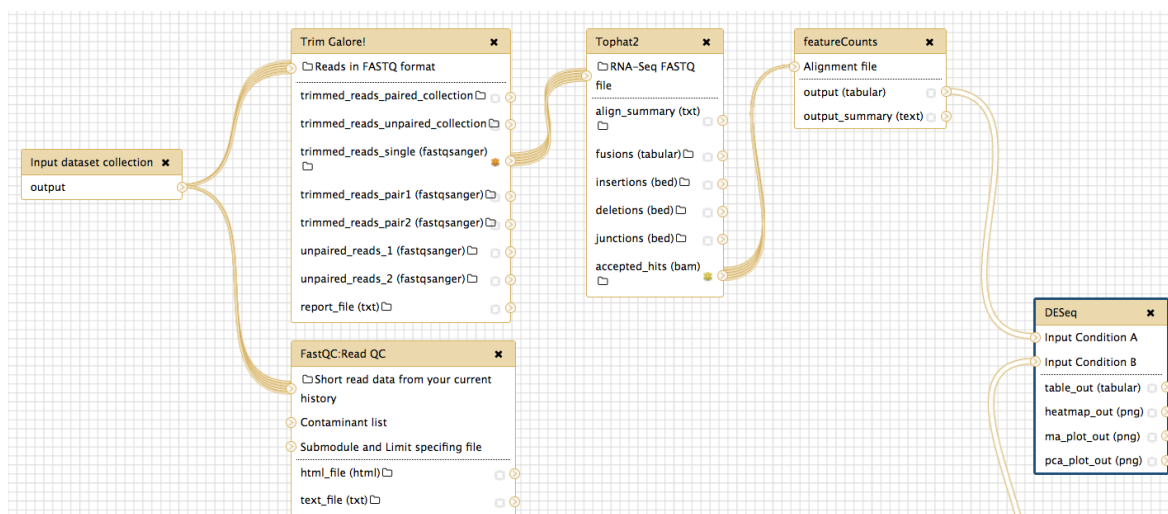 Input dataset collection
output
Trim Galore!
Reads in FASTQ format
trimmed_reads_paired_collection
trimmed_reads_unpaired_collection
trimmed_reads_single (fastqsanger)
trimmed_reads_pair1 (fastqsanger)
trimmed_reads_pair2 (fastqsanger)
unpaired_reads_1 (fastqsanger)
unpaired_reads_2 (fastqsanger)
report_file (txt)
FastQC:Read QC
Short read data from your current
history
Contaminant list
Submodule and Limit specifing file
html_file (html)
text_file (txt)
Tophat2
RNA-Seq FASTQ
file
align_summary (txt)
fusions (tabular)
insertions (bed)
deletions (bed)
junctions (bed)
accepted_hits (bam)
featureCounts
Alignment file
output (tabular)
output_summary (text)
DESeq
Input Condition A
Input Condition B
table_out (tabular)
heatmap_out (png)
ma_plot_out (png)
pca_plot_out (png)